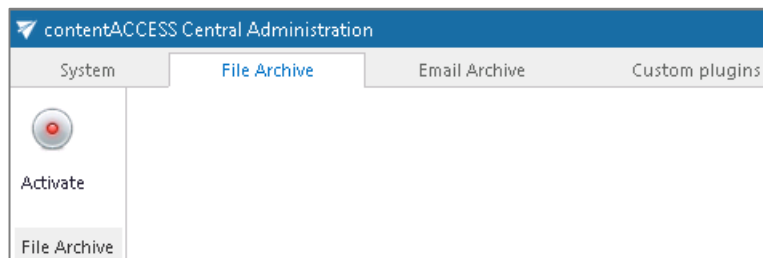 contentACCESS Central Administration
System File Archive Email Archive Custom plugins
Activate
File Archive